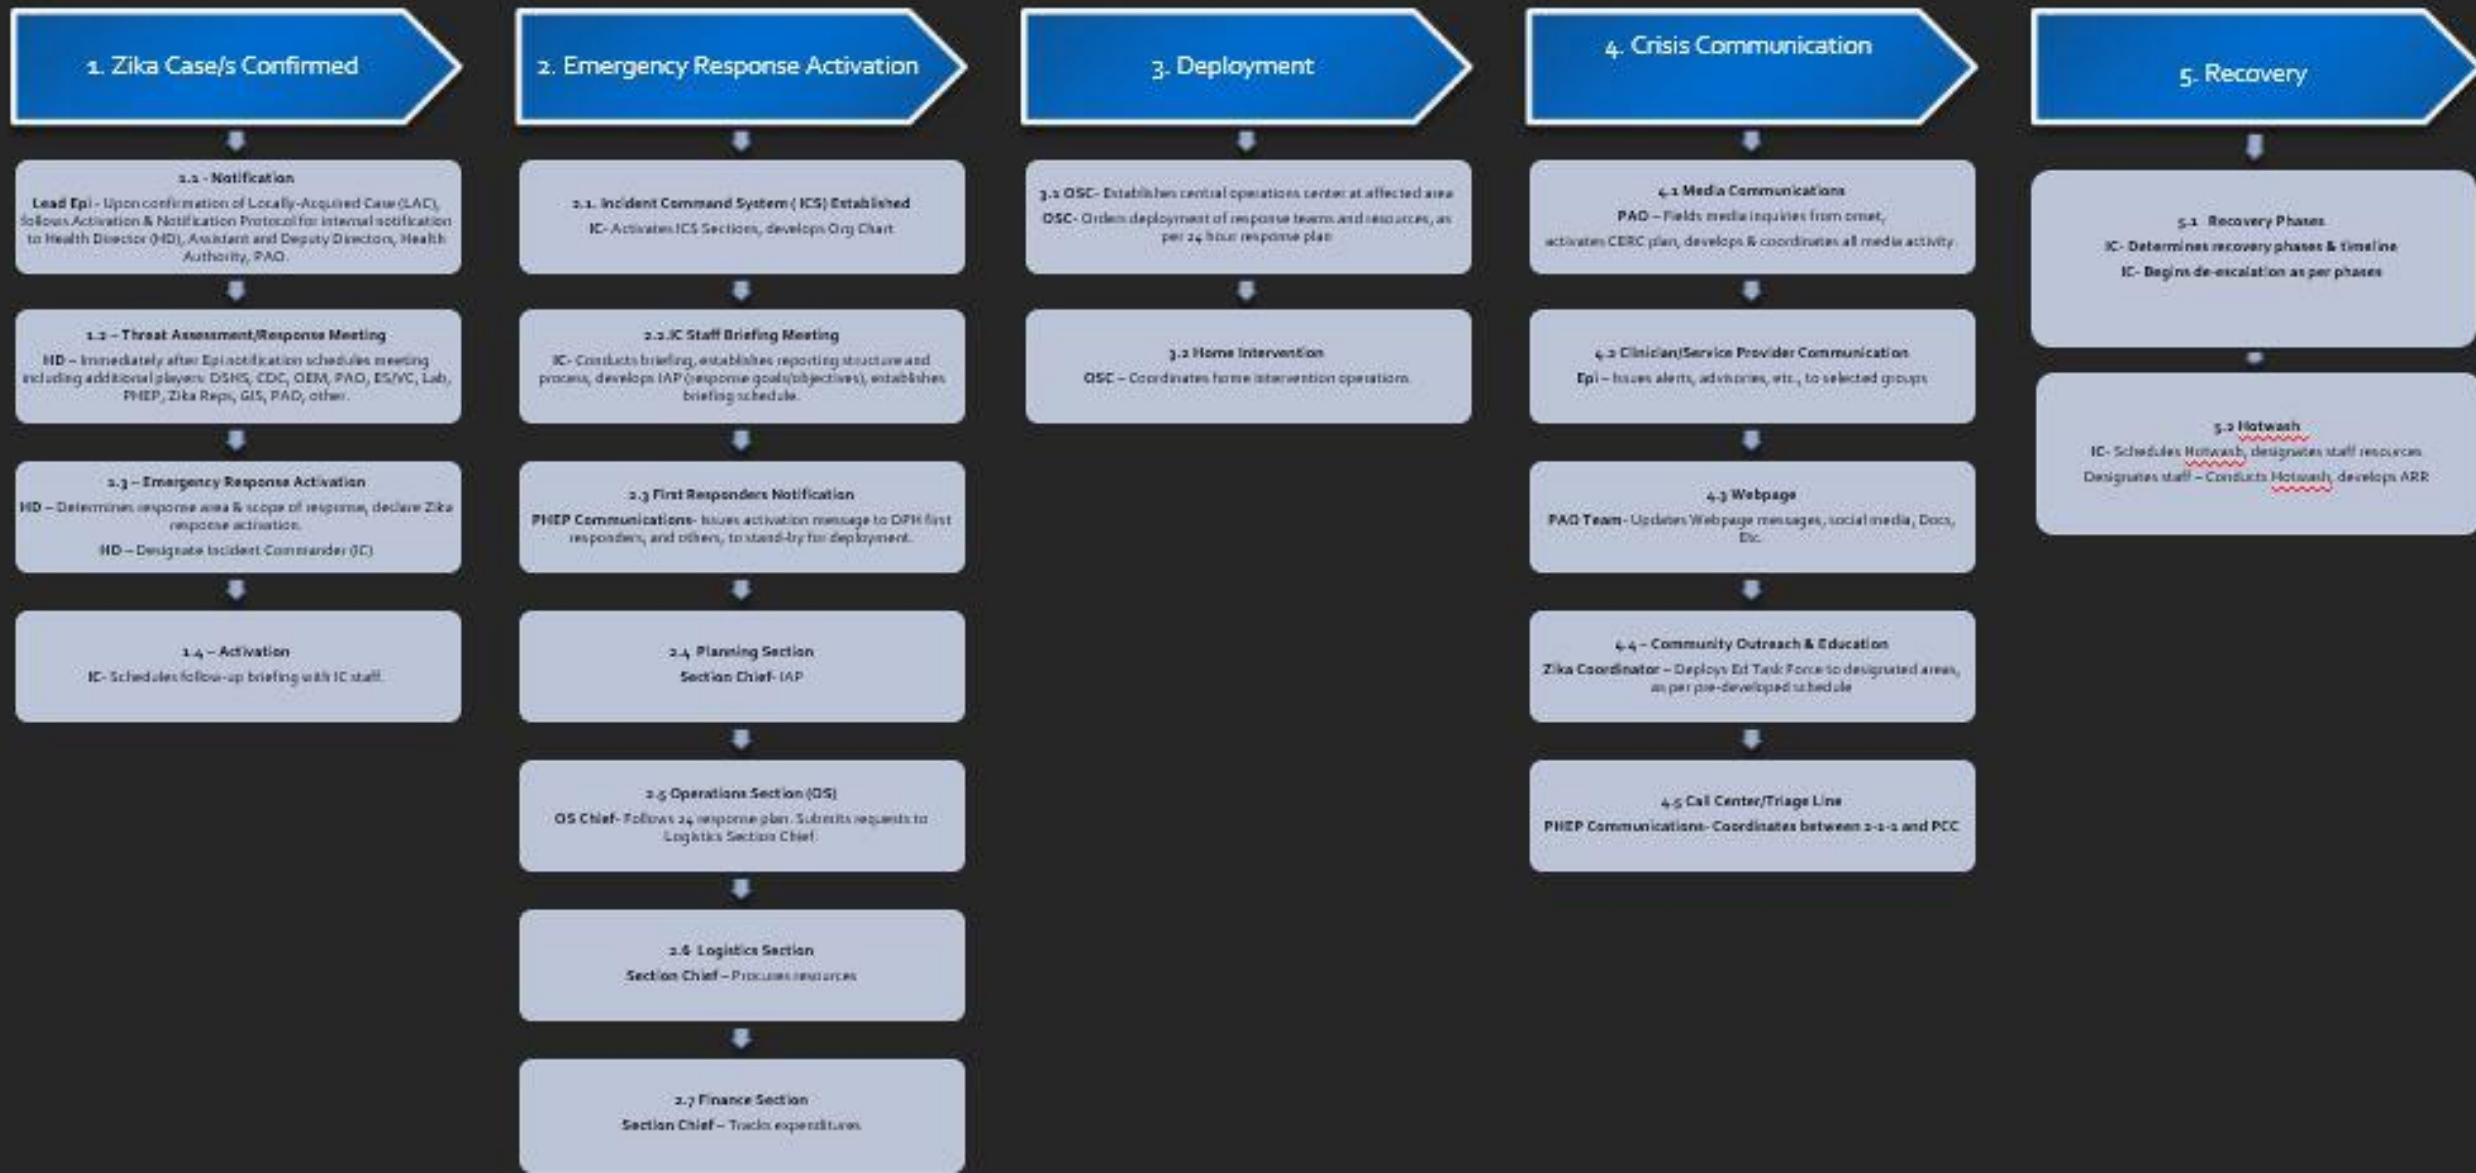 1. Zika Case/s Confirmed
1.1 - Notification
Lead Epi - Upon confirmation of Locally-Acquired Case (LAC),
follows Activation & Notification Protocol for internal notification
to Health Director (HD), Assistant and Deputy Directors, Health
Authority, PAO.
1.2 – Threat Assessment/Response Meeting
HD – Immediately after Epi notification schedules meeting
including additional players: DSHS, CDC, OEM, PAO, ES/VC, Lab,
PHEP, Zika Reps, GIS, PAO, other.
1.3 – Emergency Response Activation
HD – Determines response area & scope of response, declare Zika
response activation.
HD – Designate Incident Commander (IC)
1.4 – Activation
IC- Schedules follow-up briefing with IC staff.
2. Emergency Response Activation
2.1. Incident Command System ( ICS) Established
IC- Activates ICS Sections, develops Org Chart
2.2.IC Staff Briefing Meeting
IC- Conducts briefing, establishes reporting structure and
process, develops IAP (response goals/objectives), establishes
briefing schedule.
2.3 First Responders Notification
PHEP Communications- Issues activation message to DPH first
responders, and others, to stand-by for deployment.
2.4 Planning Section
Section Chief- IAP
2.5 Operations Section (OS)
OS Chief- Follows 24 response plan. Submits requests to
Logistics Section Chief.
2.6 Logistics Section
Section Chief – Procures resources
2.7 Finance Section
Section Chief – Tracks expenditures
3. Deployment
3.1 OSC- Establishes central operations center at affected area
OSC- Orders deployment of response teams and resources, as
per 24 hour response plan
3.2 Home Intervention
OSC – Coordinates home intervention operations.
4. Crisis Communication
4.1 Media Communications
PAO – Fields media inquiries from onset,
activates CERC plan, develops & coordinates all media activity.
4.2 Clinician/Service Provider Communication
Epi – Issues alerts, advisories, etc., to selected groups
4.3 Webpage
PAO Team- Updates Webpage messages, social media, Docs,
Etc.
4.4 – Community Outreach & Education
Zika Coordinator – Deploys Ed Task Force to designated areas,
as per pre-developed schedule
4.5 Call Center/Triage Line
PHEP Communications- Coordinates between 2-1-1 and PCC
5. Recovery
5.1 Recovery Phases
IC- Determines recovery phases & timeline
IC- Begins de-escalation as per phases
5.2 Hotwash
IC- Schedules Hotwash, designates staff resources
Designates staff – Conducts Hotwash, develops ARR